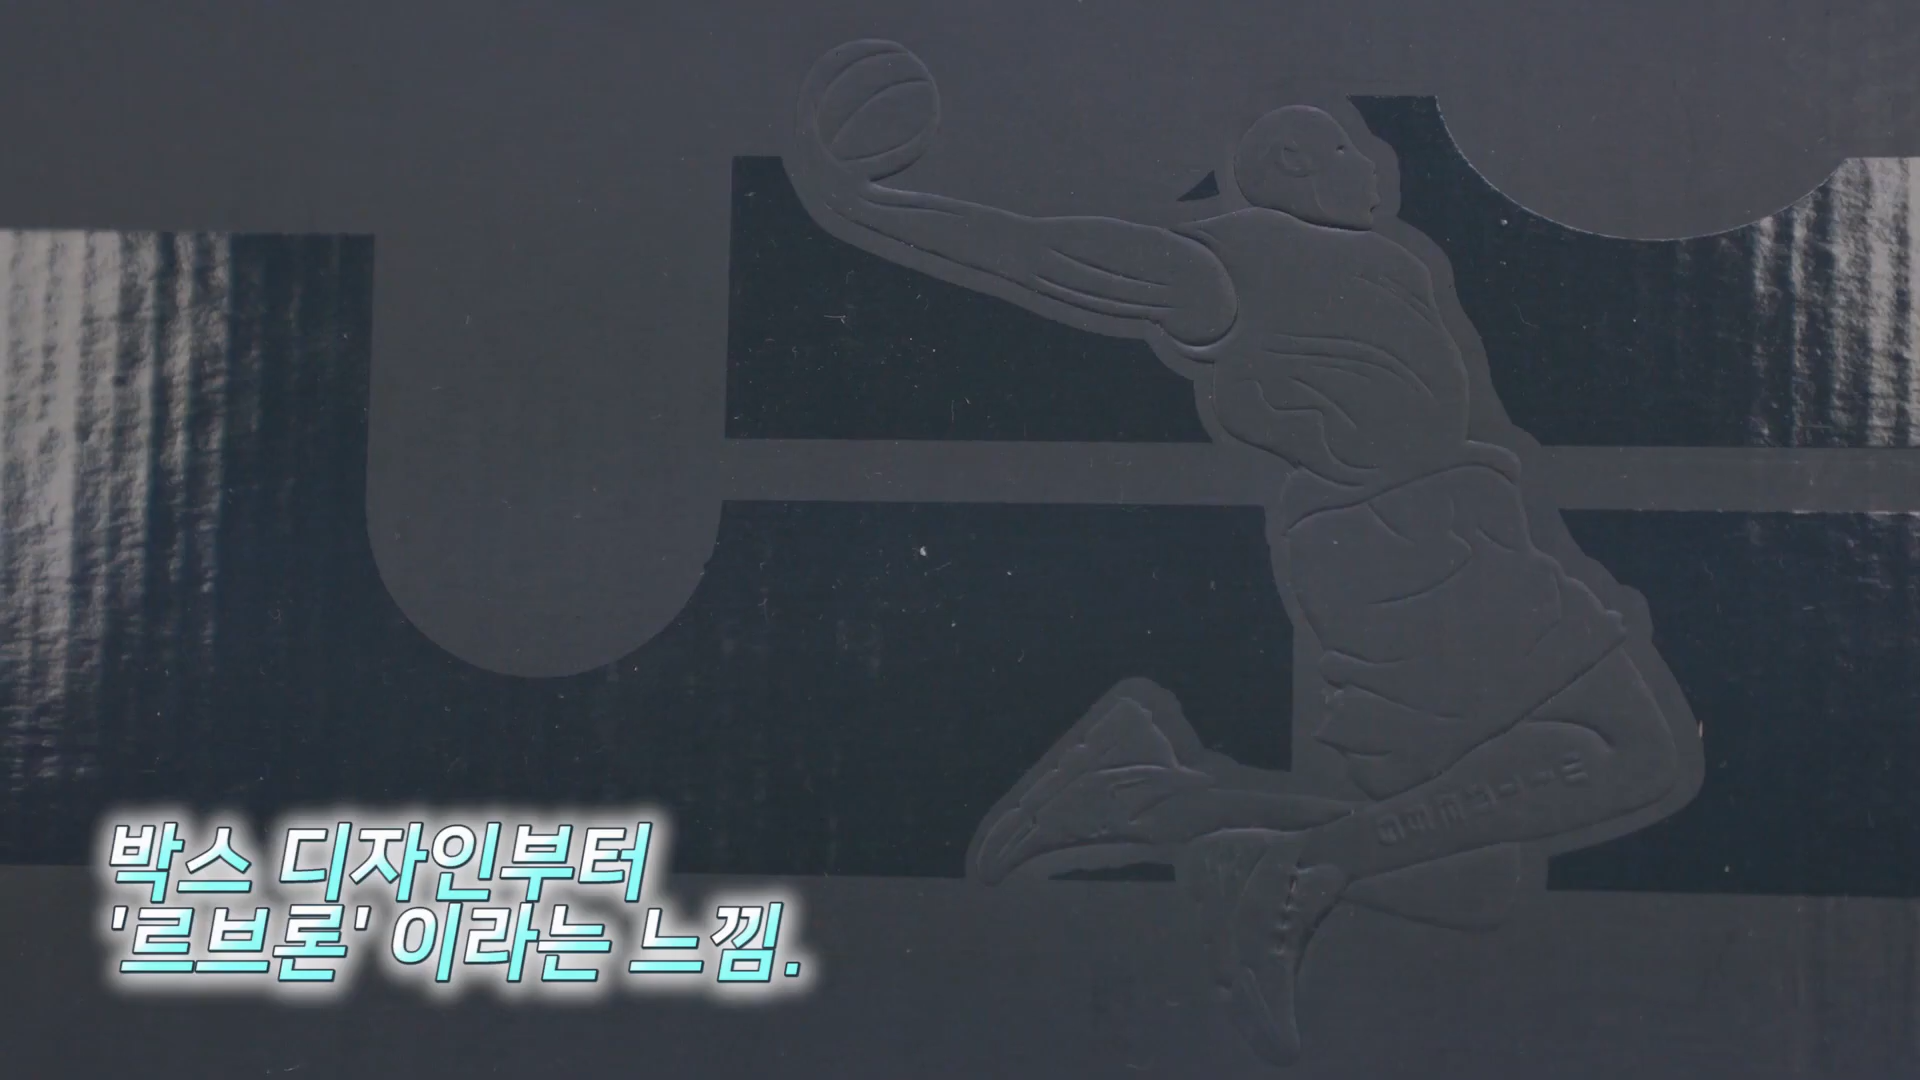 박스 디자인부터
'르브론' 이라는 느낌.